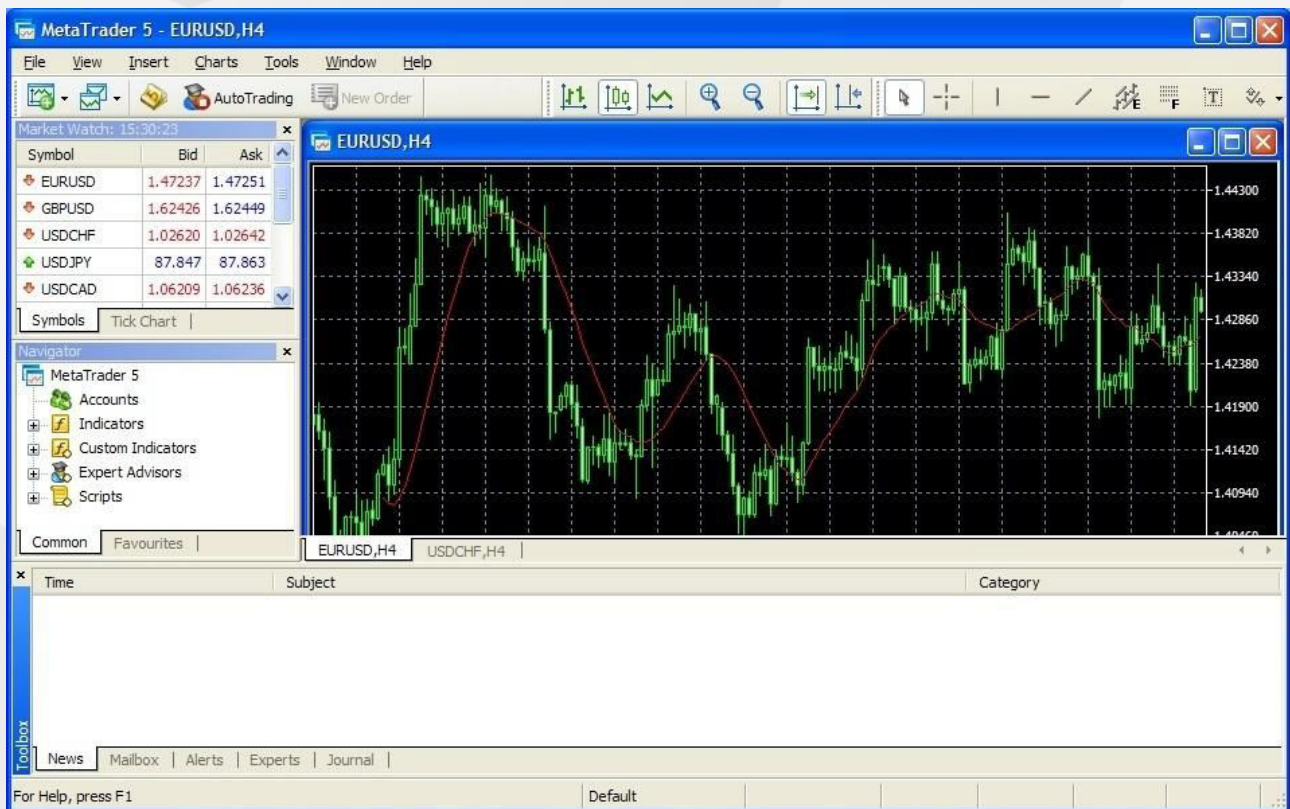 MetaTrader 5 - EURUSD,H4
File View Insert Charts Tools Window Help
AutoTrading New Order
Market Watch: 15:30:23
Symbol Bid Ask
EURUSD 1.47237 1.47251
GBPUSD 1.62426 1.62449
USDCHF 1.02620 1.02642
USDJPY 87.847 87.863
USDCAD 1.06209 1.06236
Symbols Tick Chart
Navigator
MetaTrader 5
Accounts
Indicators
Custom Indicators
Expert Advisors
Scripts
Common Favourites
EURUSD,H4
1.44300
1.43820
1.43340
1.42860
1.42380
1.41900
1.41420
1.40940
EURUSD,H4 USDCHF,H4
Time Subject Category
Toolbox
News Mailbox Alerts Experts Journal
For Help, press F1 Default